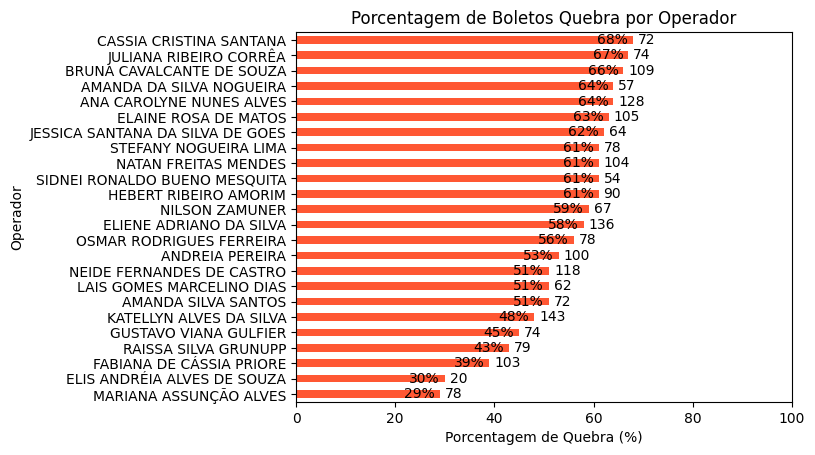 Porcentagem de Boletos Quebra por Operador
CASSIA CRISTINA SANTANA 68% 72
JULIANA RIBEIRO CORRÊA 67% 74
BRUNA CAVALCANTE DE SOUZA 66% 109
AMANDA DA SILVA NOGUEIRA 64% 57
ANA CAROLYNE NUNES ALVES 64% 128
ELAINE ROSA DE MATOS 63% 105
JESSICA SANTANA DA SILVA DE GOES 62% 64
STEFANY NOGUEIRA LIMA 61% 78
NATAN FREITAS MENDES 61% 104
SIDNEI RONALDO BUENO MESQUITA 61% 54
HEBERT RIBEIRO AMORIM 61% 90
NILSON ZAMUNER 59% 67
ELIENE ADRIANO DA SILVA 58% 136
OSMAR RODRIGUES FERREIRA 56% 78
ANDREIA PEREIRA 53% 100
NEIDE FERNANDES DE CASTRO 51% 118
LAIS GOMES MARCELINO DIAS 51% 62
AMANDA SILVA SANTOS 51% 72
KATELLYN ALVES DA SILVA 48% 143
GUSTAVO VIANA GULFIER 45% 74
RAISSA SILVA GRUNUPP 43% 79
FABIANA DE CÁSSIA PRIORE 39% 103
ELIS ANDRÉIA ALVES DE SOUZA 30% 20
MARIANA ASSUNÇÃO ALVES 29% 78
Operador
0 20 40 60 80 100
Porcentagem de Quebra (%)